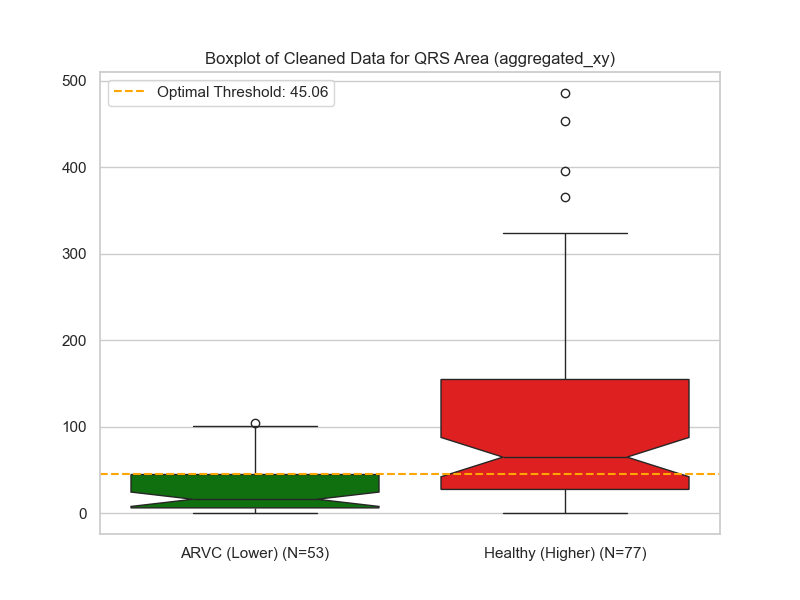 Boxplot of Cleaned Data for QRS Area (aggregated_xy)
Optimal Threshold: 45.06
500
400
300
200
100
0
ARVC (Lower) (N=53)
Healthy (Higher) (N=77)